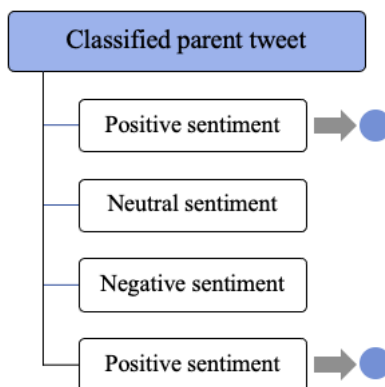 Classified parent tweet
Positive sentiment
Neutral sentiment
Negative sentiment
Positive sentiment